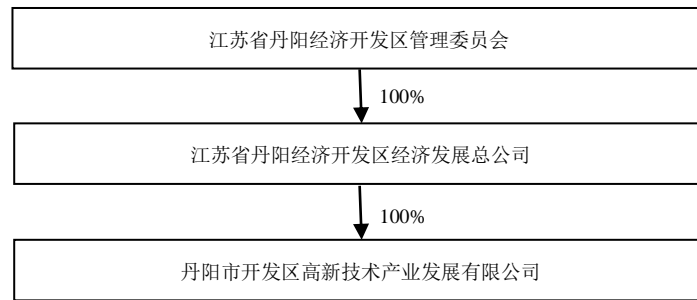 江苏省丹阳经济开发区管理委员会
100%
江苏省丹阳经济开发区经济发展总公司
100%
丹阳市开发区高新技术产业发展有限公司